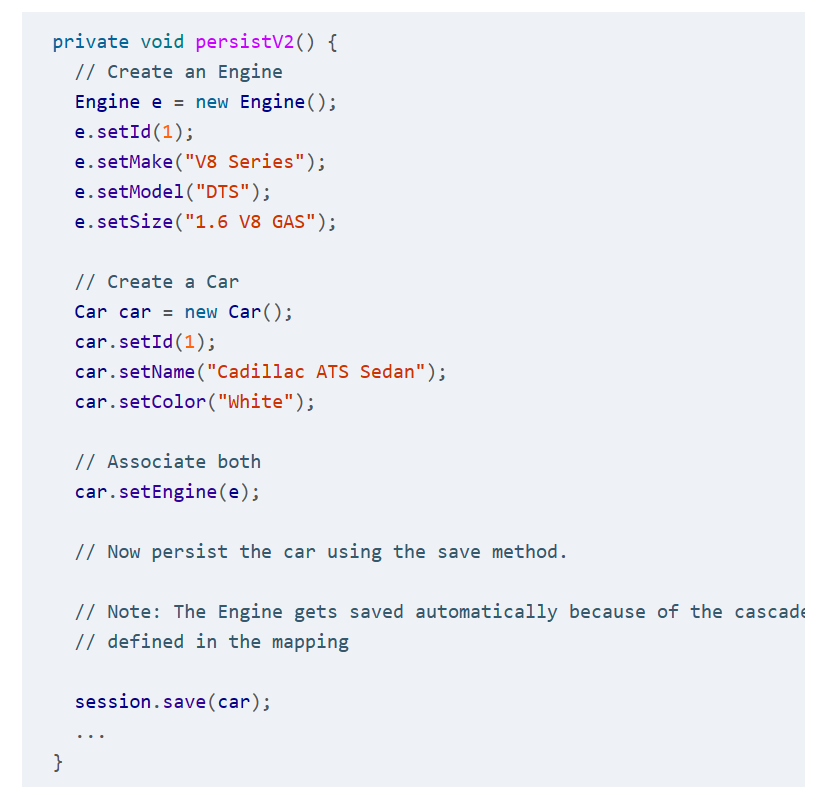 private void persistV2() {
// Create an Engine
Engine e = new Engine();
e.setId(1);
e.setMake("V8 Series");
e.setModel("DTS");
e.setSize("1.6 V8 GAS");
// Create a Car
Car car = new Car();
car.setId(1);
car.setName("Cadillac ATS Sedan");
car.setColor("White");
// Associate both
car.setEngine(e);
// Now persist the car using the save method.
// Note: The Engine gets saved automatically because of the cascade
// defined in the mapping
session.save(car);
...
}